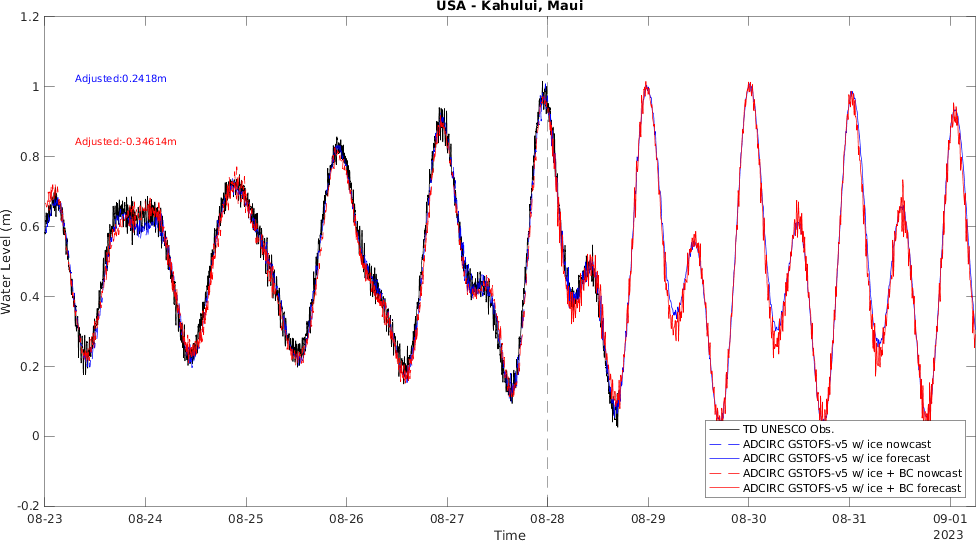 USA - Kahului, Maui
1.2
1
0.8
0.6
0.4
0.2
0
-0.2
Water Level (m)
Adjusted:0.2418m
Adjusted:-0.34614m
TD UNESCO Obs.
ADCIRC GSTOFS-v5 w/ ice nowcast
ADCIRC GSTOFS-v5 w/ ice forecast
ADCIRC GSTOFS-v5 w/ ice + BC nowcast
ADCIRC GSTOFS-v5 w/ ice + BC forecast
08-23 08-24 08-25 08-26 08-27 08-28 08-29 08-30 08-31 09-01
Time
2023